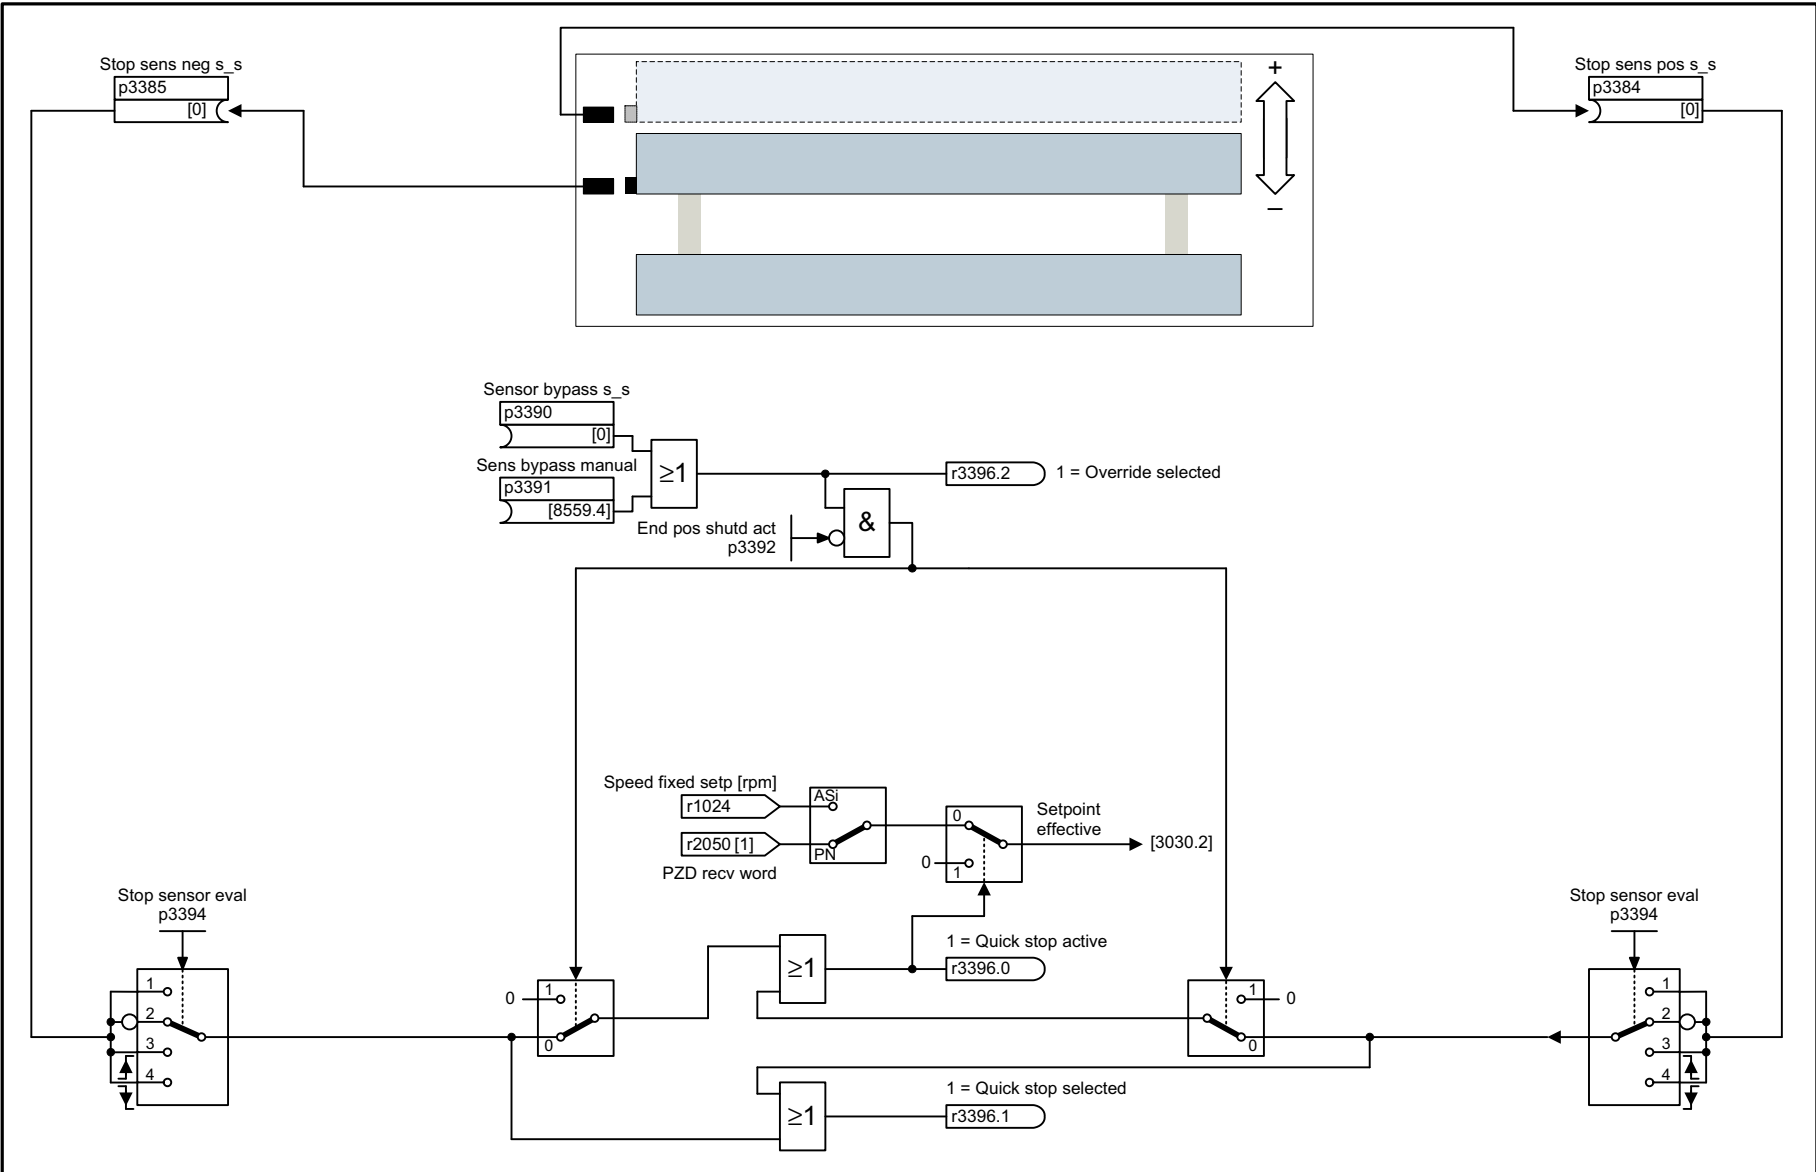 Stop sens neg s_s
p3385
[0]
+
–
Stop sens pos s_s
p3384
[0]
Sensor bypass s_s
p3390
[0]
Sens bypass manual
p3391
[8559.4]
≥1
r3396.2
1 = Override selected
&
End pos shutd act
p3392
Speed fixed setp [rpm]
r1024
r2050 [1]
PZD recv word
ASi
PN
0
0
1
Setpoint
effective
[3030.2]
Stop sensor eval
p3394
1
2
3
4
0
1
0
≥1
1 = Quick stop active
r3396.0
1
0
0
≥1
1 = Quick stop selected
r3396.1
Stop sensor eval
p3394
1
2
3
4